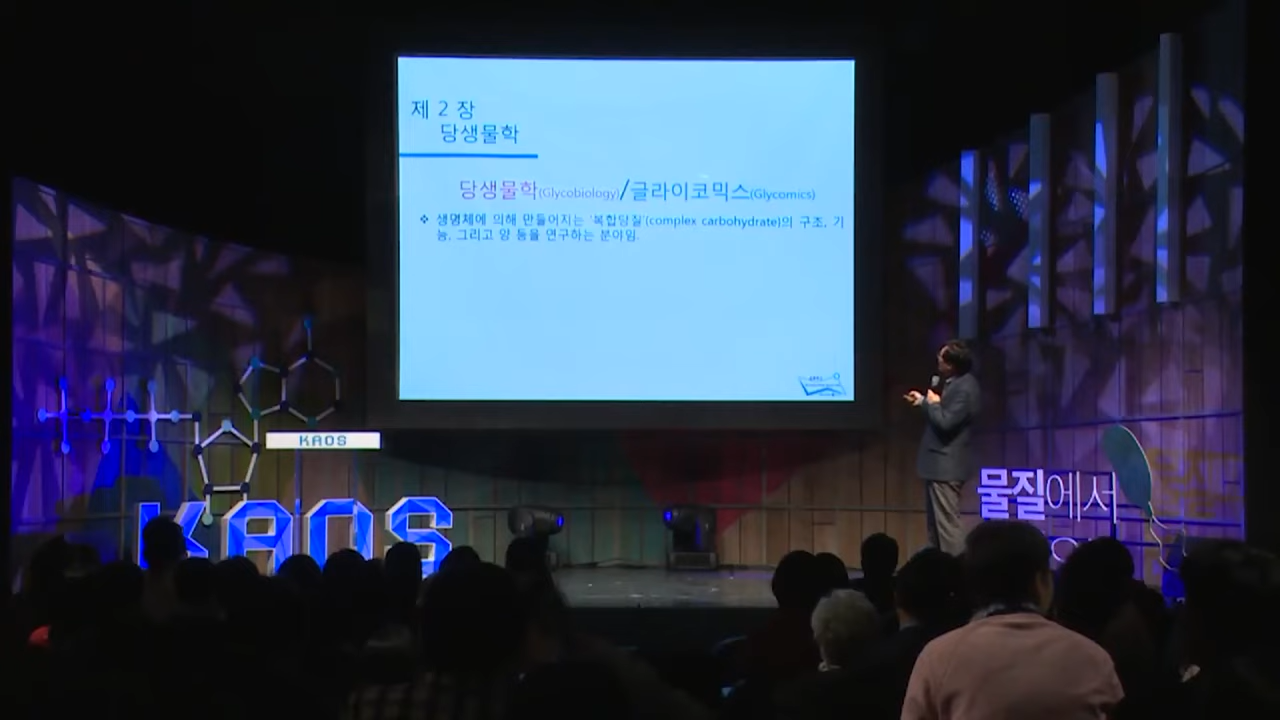 제 2 장
당생물학
당생물학(Glycobiology)/글라이코믹스(Glycomics)
❖ 생명체에 의해 만들어지는 '복합당질'(complex carbohydrate)의 구조, 기
능, 그리고 양 등을 연구하는 분야임.
KAOS
KAOS
물질에서